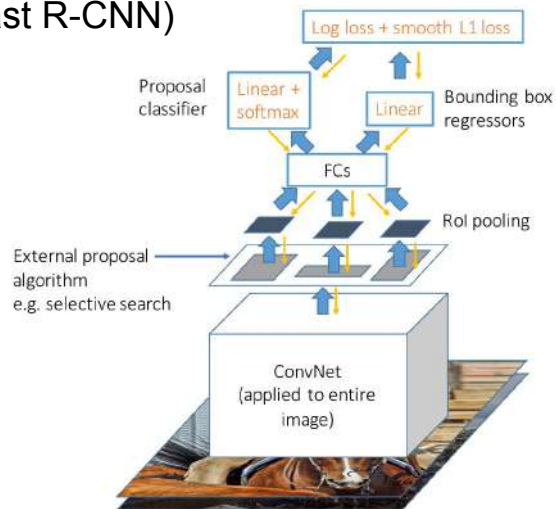 ast R-CNN)
Log loss + smooth L1 loss
Proposal
classifier
Linear +
softmax
Linear
Bounding box
regressors
FCs
RoI pooling
External proposal
algorithm
e.g. selective search
ConvNet
(applied to entire
image)